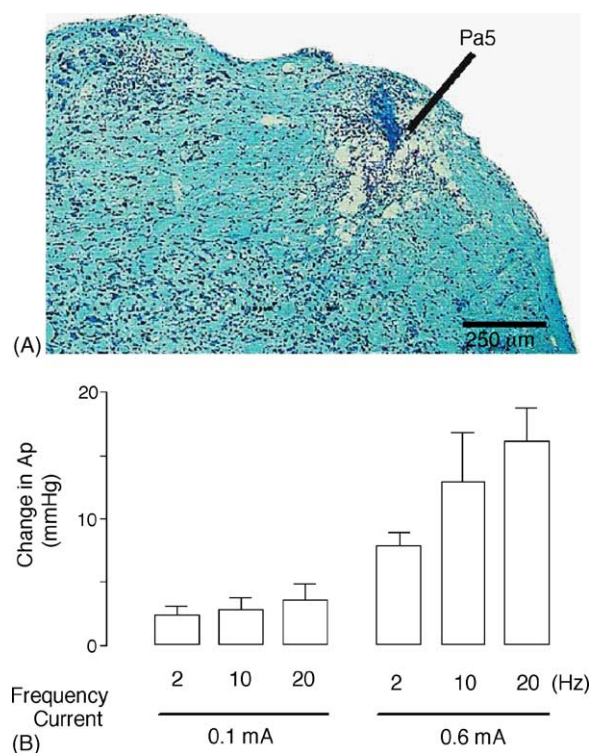 Pa5
250 μm
(A)
20
10
0
Change in Ap
(mmHg)
2 10 20 2 10 20 (Hz)
Frequency
Current
0.1 mA 0.6 mA
(B)